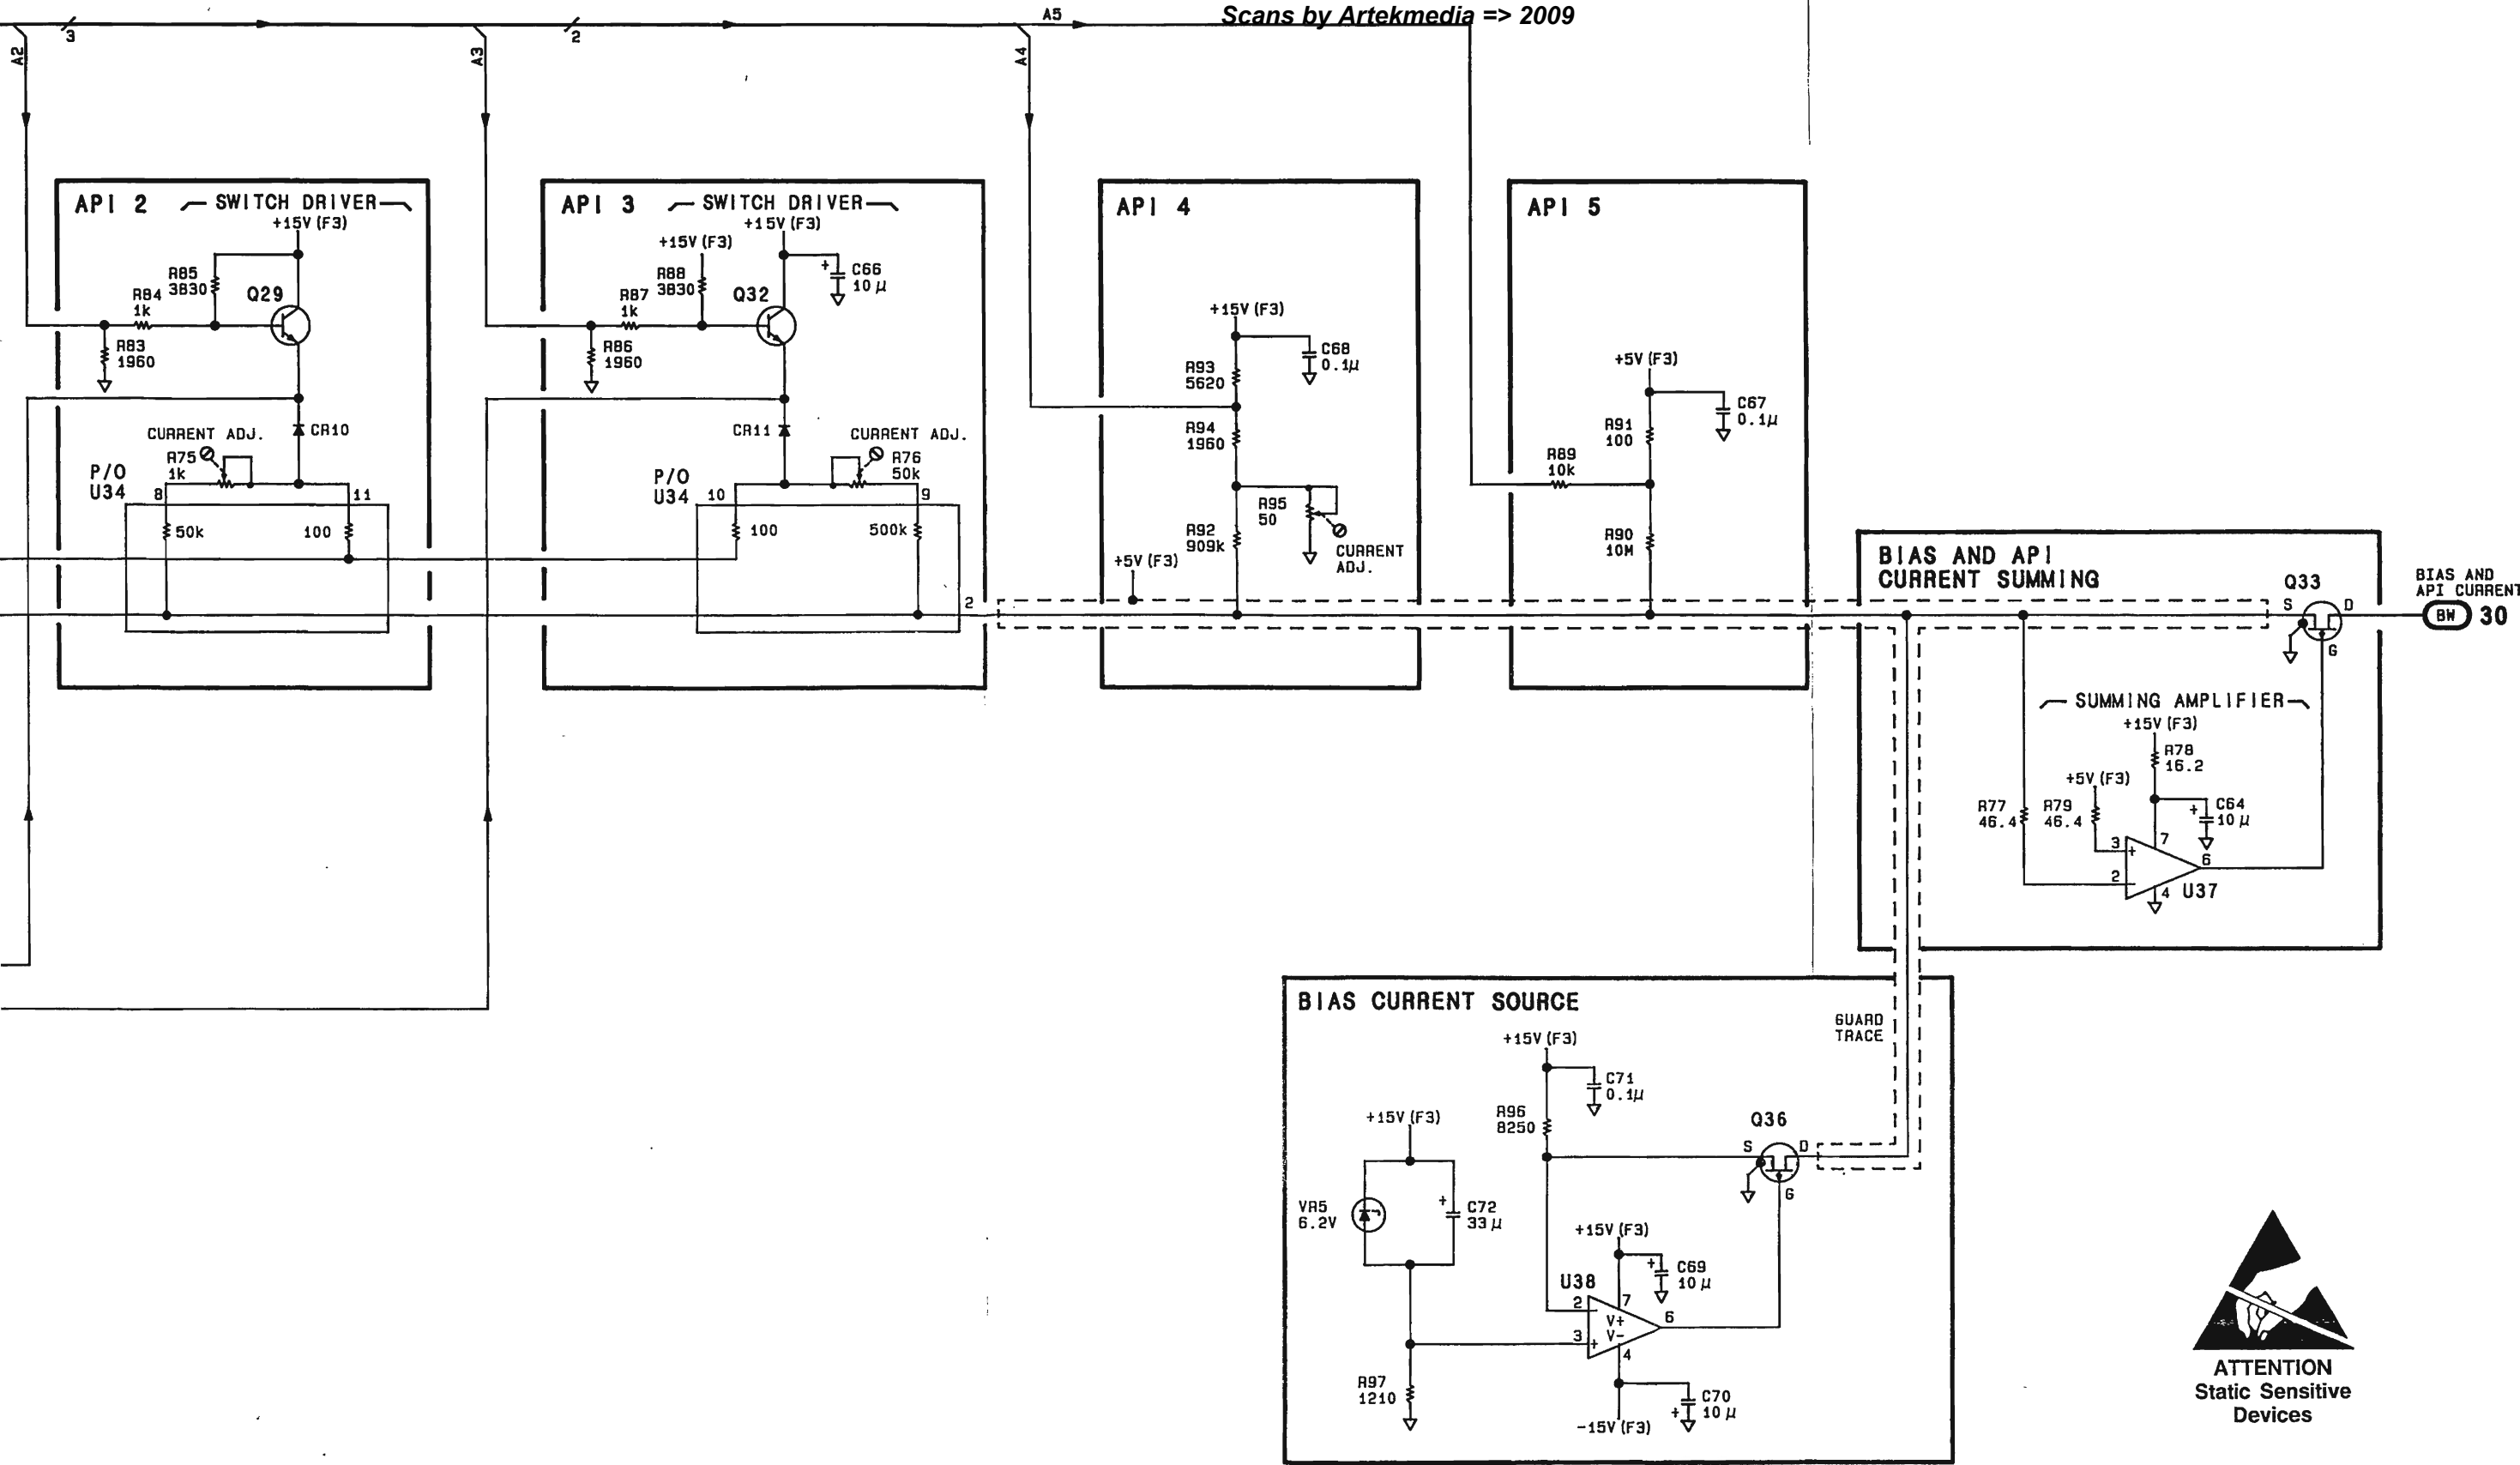 Scans by Artekmedia => 2009
A5
3
2
A2
A3
A4
API 2
SWITCH DRIVER
+15V (F3)
R85
3830
R84
1k
Q29
R83
1960
CURRENT ADJ.
R75
1k
CR10
P/O
U34
8
11
50k
100
API 3
SWITCH DRIVER
+15V (F3)
+15V (F3)
R88
3830
C66
10 µ
R87
1k
Q32
R86
1960
CR11
CURRENT ADJ.
R76
50k
P/O
U34
10
9
100
500k
2
API 4
+15V (F3)
C68
0.1µ
R93
5620
R94
1960
R95
50
R92
909k
CURRENT
ADJ.
+5V (F3)
API 5
+5V (F3)
C67
0.1µ
R91
100
R89
10k
R90
10M
BIAS AND API
CURRENT SUMMING
Q33
S
D
G
BIAS AND
API CURRENT
BW
30
SUMMING AMPLIFIER
+15V (F3)
R78
16.2
+5V (F3)
R77
46.4
R79
46.4
C64
10 µ
3
+
7
6
2
−
4
U37
BIAS CURRENT SOURCE
GUARD
TRACE
+15V (F3)
C71
0.1µ
R96
8250
+15V (F3)
Q36
S
D
G
VR5
6.2V
+
C72
33 µ
+15V (F3)
+
C69
10 µ
U38
2
−
7
V+
V-
6
3
+
4
R97
1210
C70
+
10 µ
-15V (F3)
ATTENTION
Static Sensitive
Devices